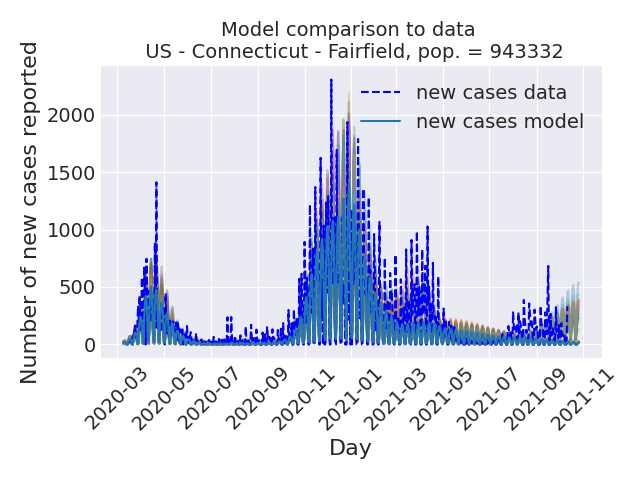 Model comparison to data
US - Connecticut - Fairfield, pop. = 943332
new cases data
new cases model
Number of new cases reported
2000
1500
1000
500
0
2020-03
2020-05
2020-07
2020-09
2020-11
2021-01
2021-03
2021-05
2021-07
2021-09
2021-11
Day